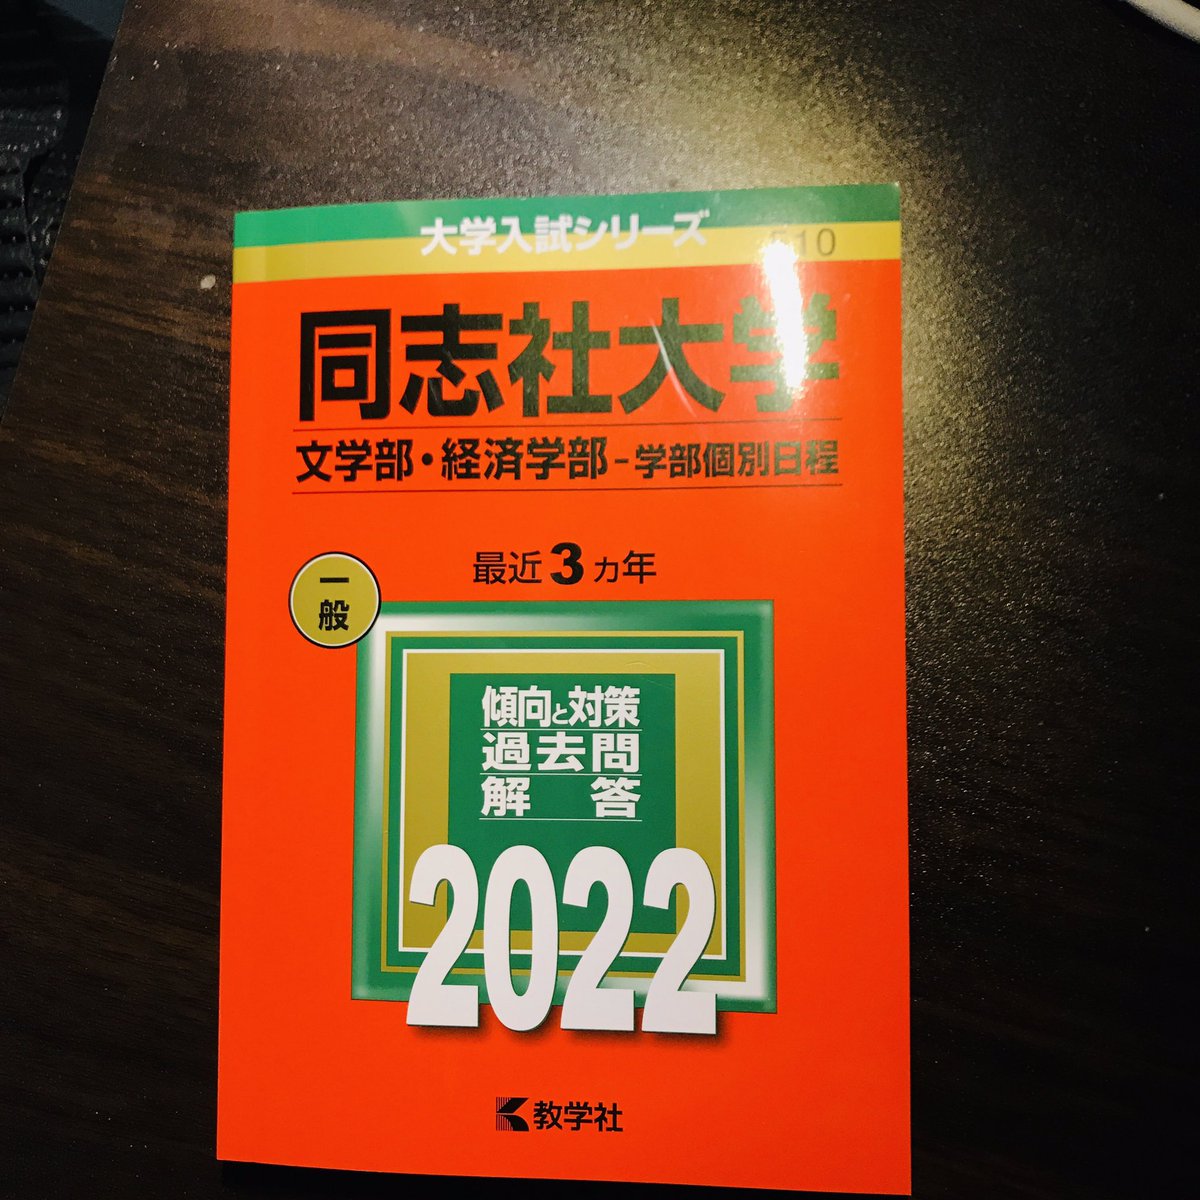 大学入試シリーズ
510
同志社大学
文学部・経済学部-学部個別日程
最近3カ年
一
般
傾向と対策
過去問
解答
2022
教学社